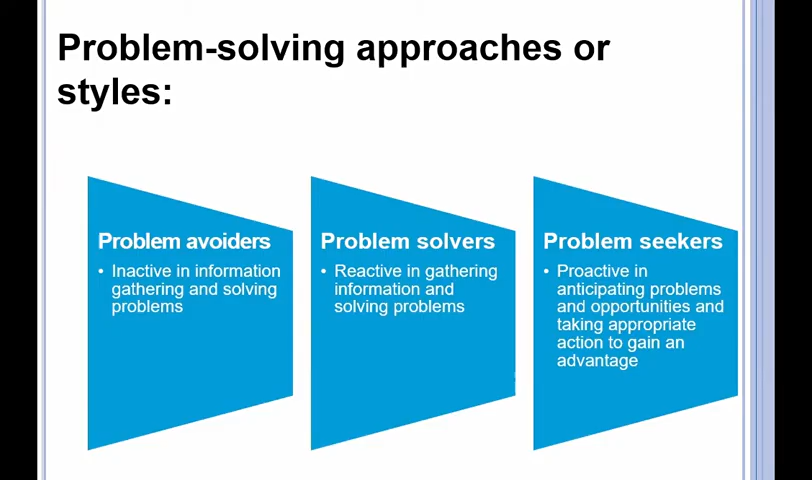 Problem-solving approaches or
styles:
Problem avoiders
• Inactive in information
gathering and solving
problems
Problem solvers
• Reactive in gathering
information and
solving problems
Problem seekers
• Proactive in
anticipating problems
and opportunities and
taking appropriate
action to gain an
advantage